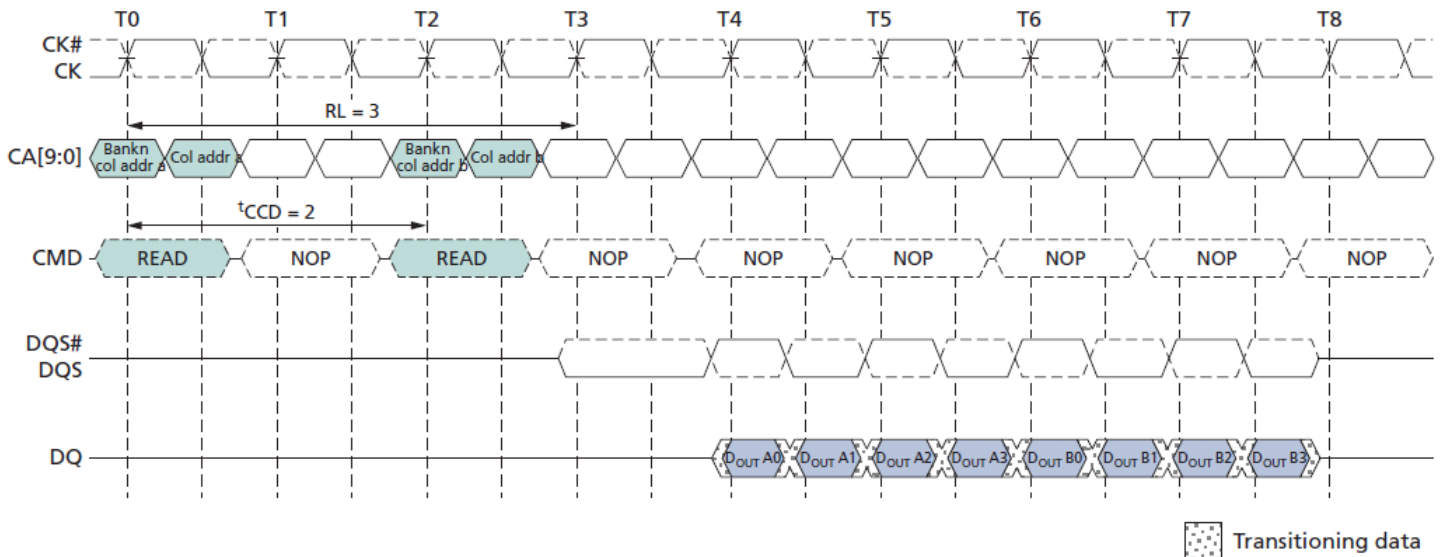 T0 T1 T2 T3 T4 T5 T6 T7 T8
CK#
CK
RL = 3
CA[9:0]
Bankn
col addr a
Col addr a
Bankn
col addr b
Col addr b
tCCD = 2
CMD READ NOP READ NOP NOP NOP NOP NOP NOP
DQS#
DQS
DQ DOUT A0 DOUT A1 DOUT A2 DOUT A3 DOUT B0 DOUT B1 DOUT B2 DOUT B3
Transitioning data